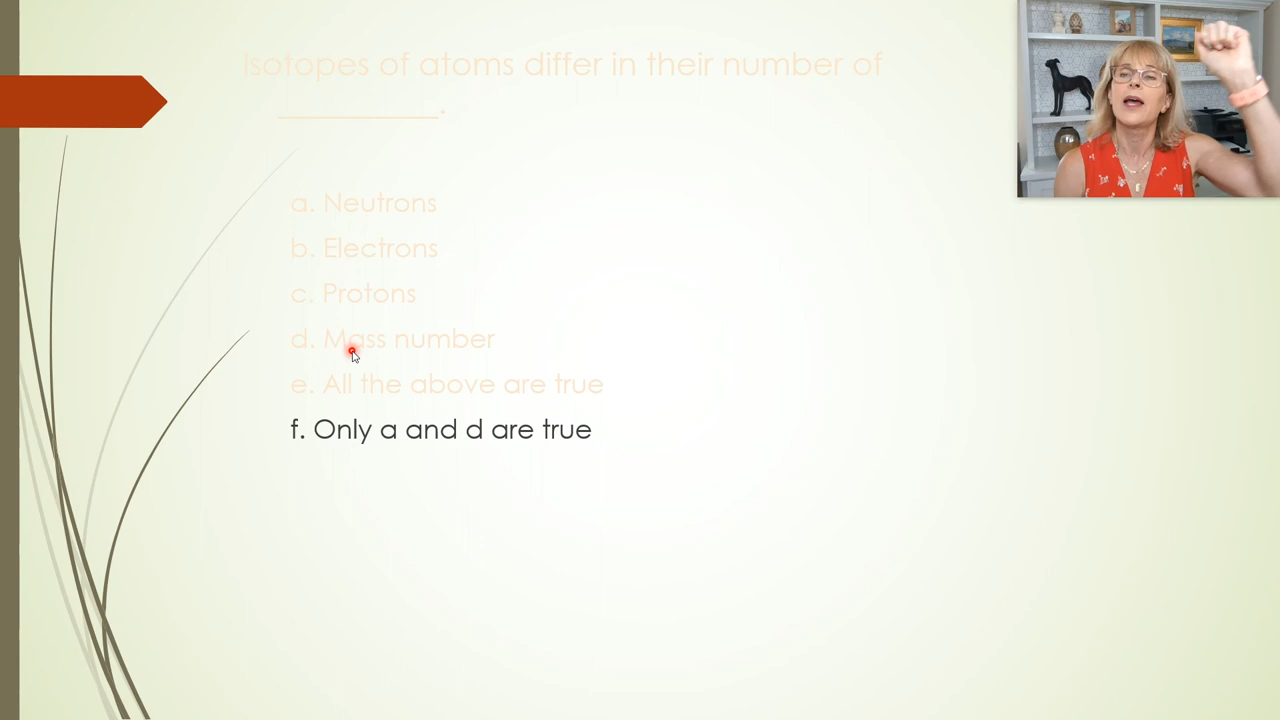 Isotopes of atoms differ in their number of
__________.
a. Neutrons
b. Electrons
c. Protons
d. Mass number
e. All the above are true
f. Only a and d are true